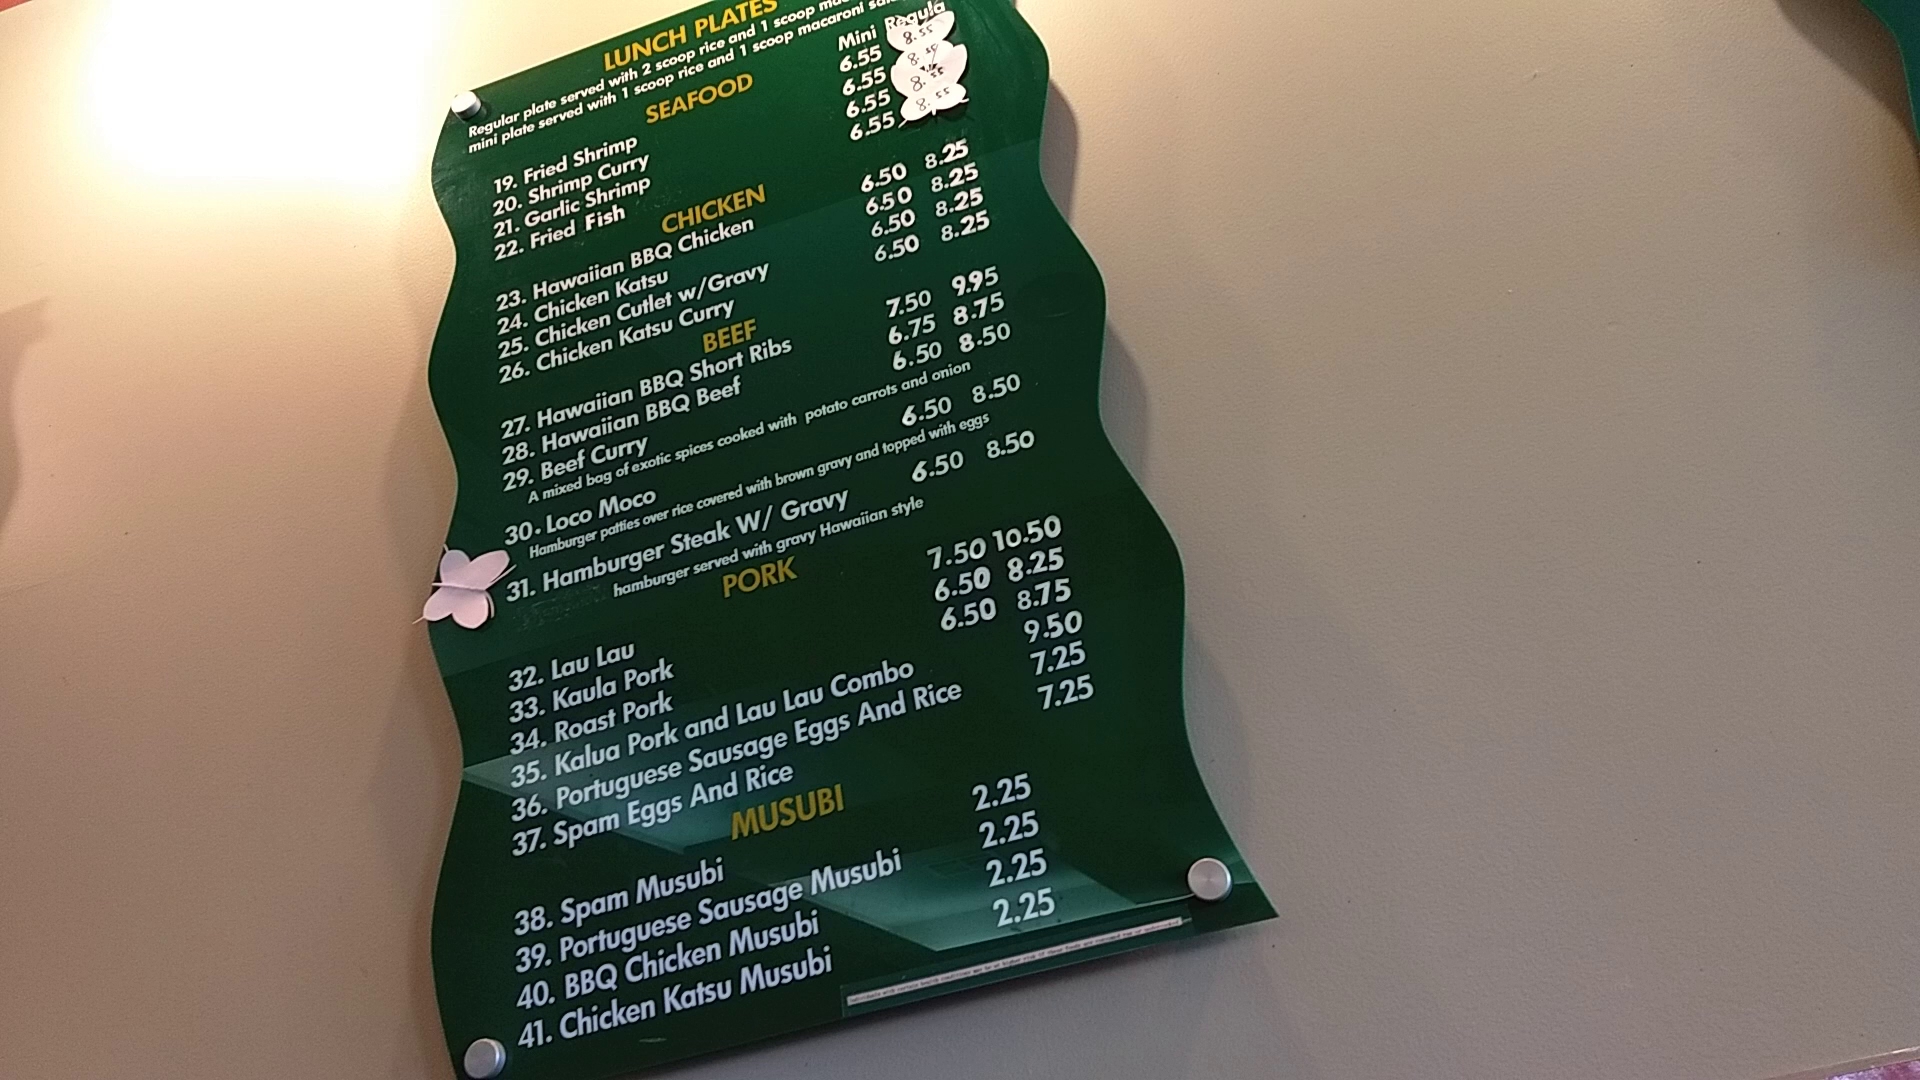 LUNCH PLATES
Regular plate served with 2 scoop rice and 1 scoop
mini plate served with 1 scoop rice and 1 scoop macaroni
SEAFOOD Mini Regula
19. Fried Shrimp 6.55 8.55
20. Shrimp Curry 6.55
21. Garlic Shrimp 6.55 8.55
22. Fried Fish 6.55 8.55
CHICKEN
23. Hawaiian BBQ Chicken 6.50 8.25
24. Chicken Katsu 6.50 8.25
25. Chicken Cutlet w/Gravy 6.50 8.25
26. Chicken Katsu Curry 6.50 8.25
BEEF
27. Hawaiian BBQ Short Ribs 7.50 9.95
28. Hawaiian BBQ Beef 6.75 8.75
29. Beef Curry 6.50 8.50
A mixed bag of exotic spices cooked with potato carrots and onion
30. Loco Moco 6.50 8.50
Hamburger patties over rice covered with brown gravy and topped with eggs
31. Hamburger Steak W/ Gravy 6.50 8.50
hamburger served with gravy Hawaiian style
PORK
32. Lau Lau 7.50 10.50
33. Kaula Pork 6.50 8.25
34. Roast Pork 6.50 8.75
35. Kalua Pork and Lau Lau Combo 9.50
36. Portuguese Sausage Eggs And Rice 7.25
37. Spam Eggs And Rice 7.25
MUSUBI
38. Spam Musubi 2.25
39. Portuguese Sausage Musubi 2.25
40. BBQ Chicken Musubi 2.25
41. Chicken Katsu Musubi 2.25